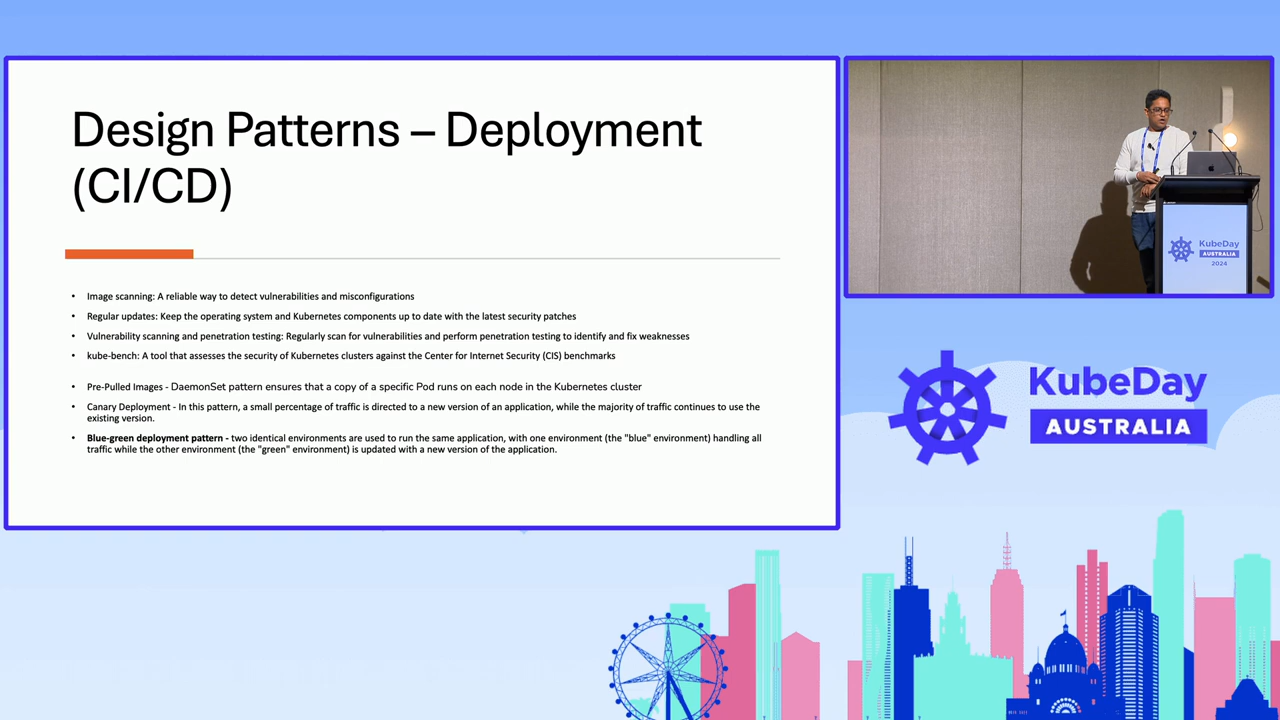 Design Patterns – Deployment
(CI/CD)
• Image scanning: A reliable way to detect vulnerabilities and misconfigurations
• Regular updates: Keep the operating system and Kubernetes components up to date with the latest security patches
• Vulnerability scanning and penetration testing: Regularly scan for vulnerabilities and perform penetration testing to identify and fix weaknesses
• kube-bench: A tool that assesses the security of Kubernetes clusters against the Center for Internet Security (CIS) benchmarks
• Pre-Pulled Images - DaemonSet pattern ensures that a copy of a specific Pod runs on each node in the Kubernetes cluster
• Canary Deployment - In this pattern, a small percentage of traffic is directed to a new version of an application, while the majority of traffic continues to use the
existing version.
• Blue-green deployment pattern - two identical environments are used to run the same application, with one environment (the "blue" environment) handling all
traffic while the other environment (the "green" environment) is updated with a new version of the application.
KubeDay
AUSTRALIA
2024
KubeDay
AUSTRALIA